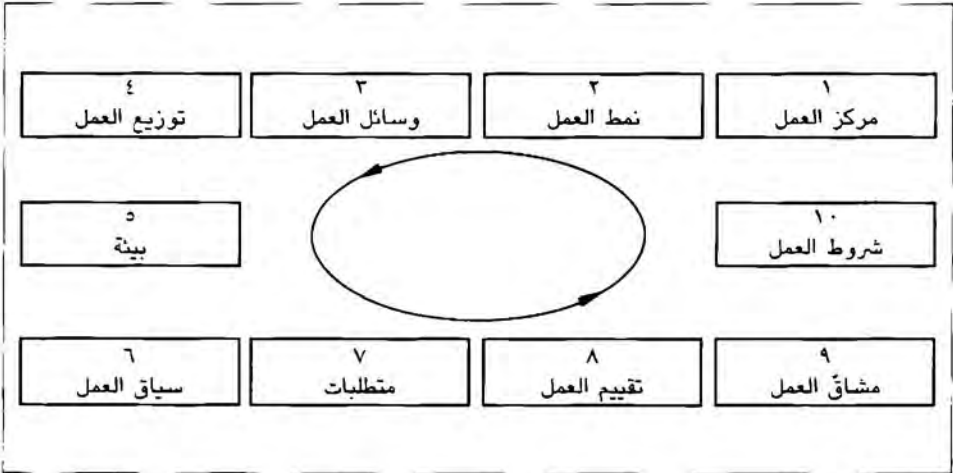 ١
مركز العمل
٢
نمط العمل
٣
وسائل العمل
٤
توزيع العمل
٥
بيئة
٦
سياق العمل
٧
متطلبات
٨
تقييم العمل
٩
مشاقّ العمل
١٠
شروط العمل